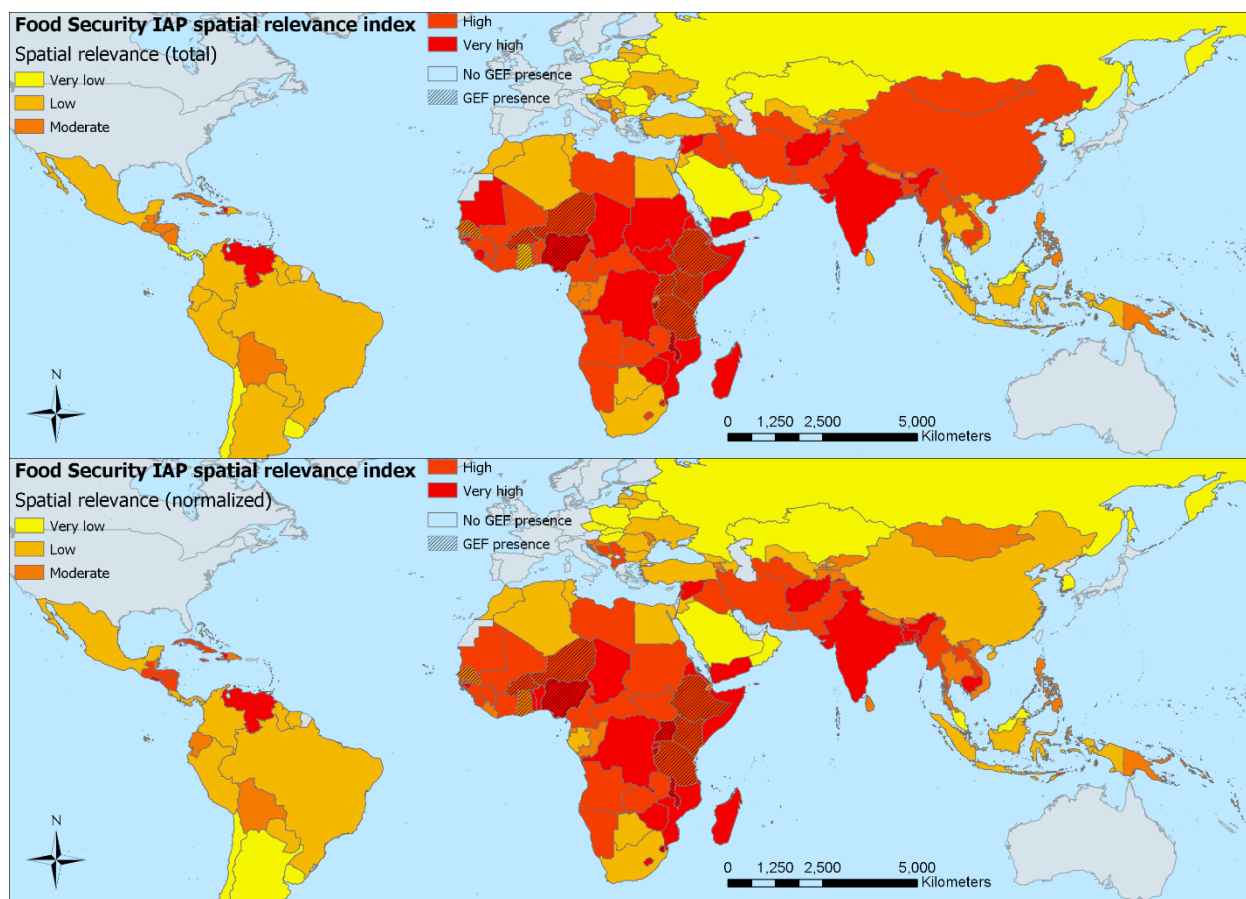 Food Security IAP spatial relevance index
Spatial relevance (total)
Very low
Low
Moderate
High
Very high
No GEF presence
GEF presence
N
0 1,250 2,500 5,000
Kilometers
Food Security IAP spatial relevance index
Spatial relevance (normalized)
Very low
Low
Moderate
High
Very high
No GEF presence
GEF presence
N
0 1,250 2,500 5,000
Kilometers